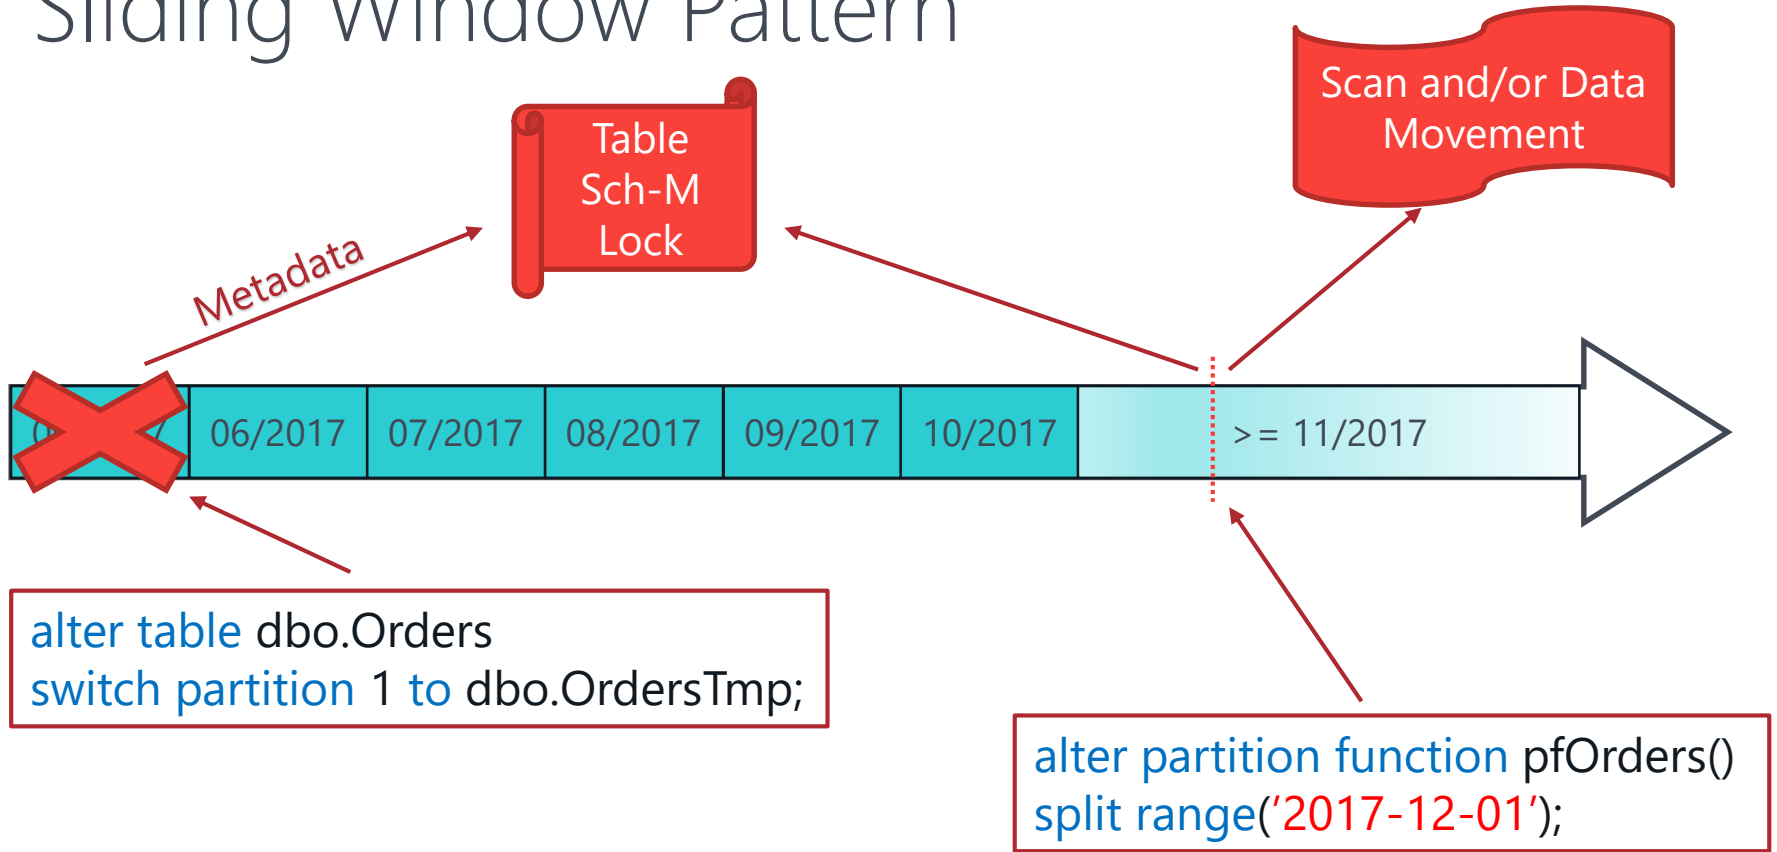 Sliding Window Pattern
Scan and/or Data
Movement
Table
Sch-M
Lock
Metadata
06/2017
07/2017
08/2017
09/2017
10/2017
>= 11/2017
alter table dbo.Orders
switch partition 1 to dbo.OrdersTmp;
alter partition function pfOrders()
split range(’2017-12-01’);